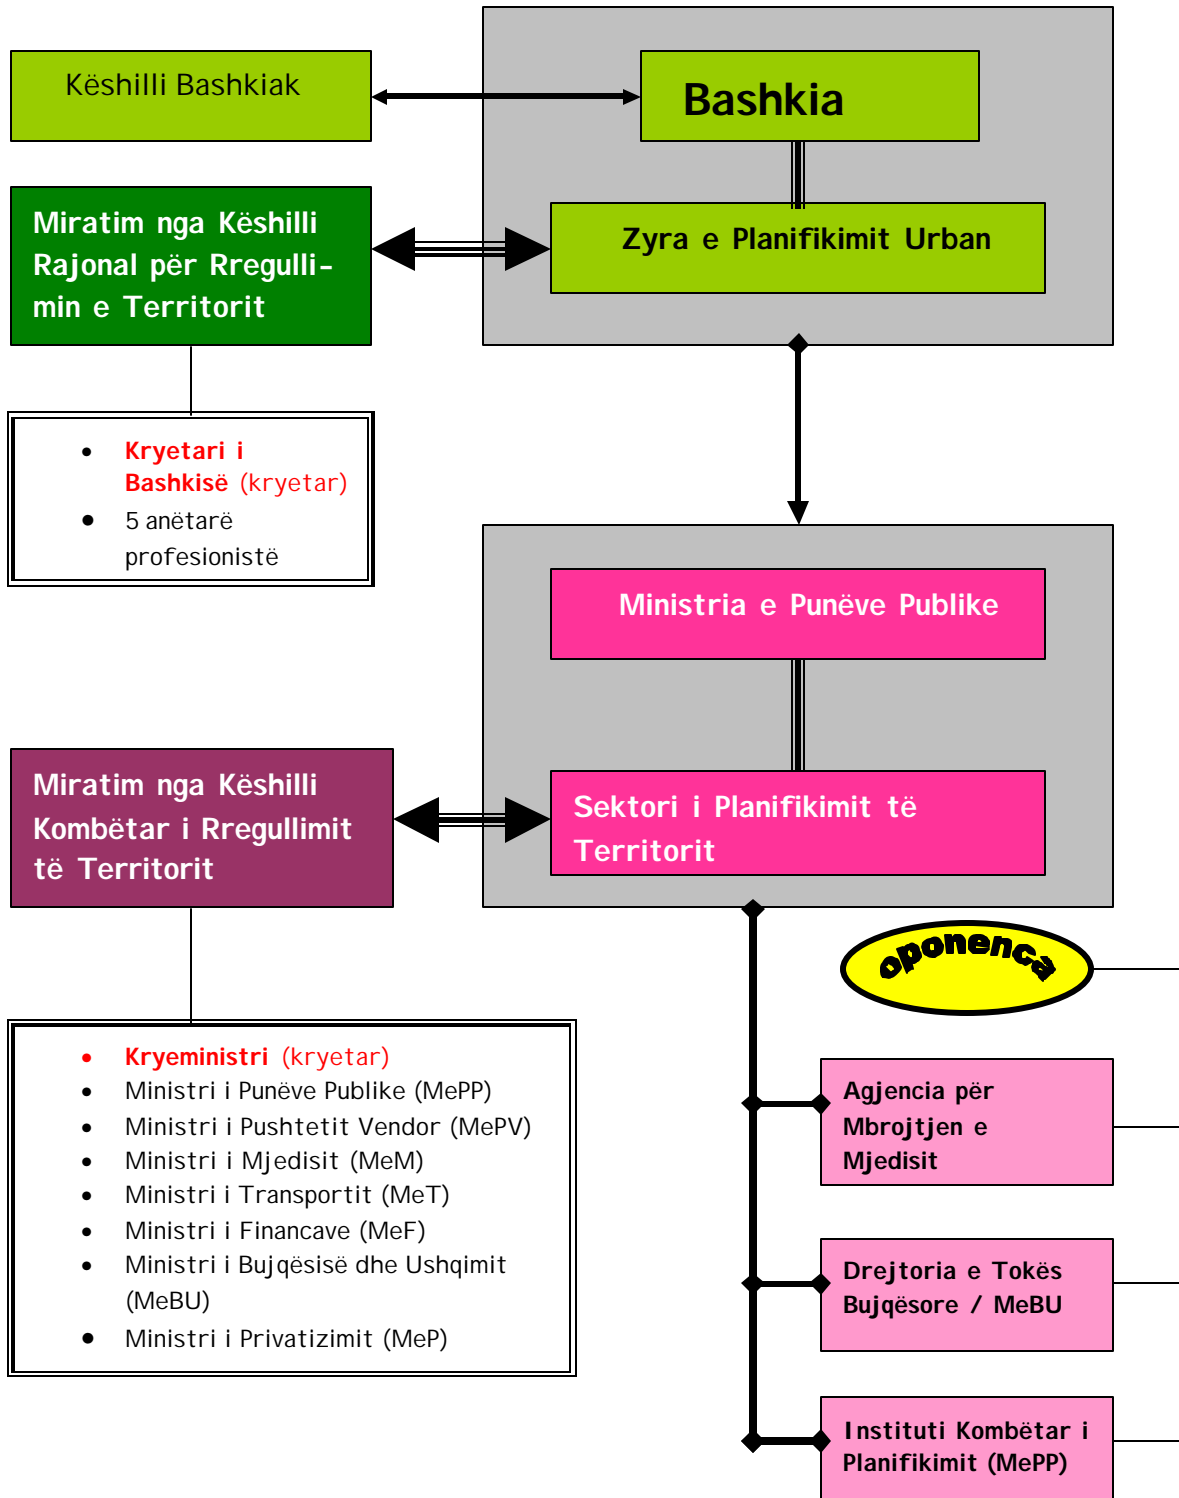 Këshilli Bashkiak
Bashkia
Miratim nga Këshilli
Rajonal për Rregulli-
min e Territorit
Zyra e Planifikimit Urban
• Kryetari i
Bashkisë (kryetar)
• 5 anëtarë
profesionistë
Ministria e Punëve Publike
Miratim nga Këshilli
Kombëtar i Rregullimit
të Territorit
Sektori i Planifikimit të
Territorit
oponenca
• Kryeministri (kryetar)
• Ministri i Punëve Publike (MePP)
• Ministri i Pushtetit Vendor (MePV)
• Ministri i Mjedisit (MeM)
• Ministri i Transportit (MeT)
• Ministri i Financave (MeF)
• Ministri i Bujqësisë dhe Ushqimit
(MeBU)
• Ministri i Privatizimit (MeP)
Agjencia për
Mbrojtjen e
Mjedisit
Drejtoria e Tokës
Bujqësore / MeBU
Instituti Kombëtar i
Planifikimit (MePP)